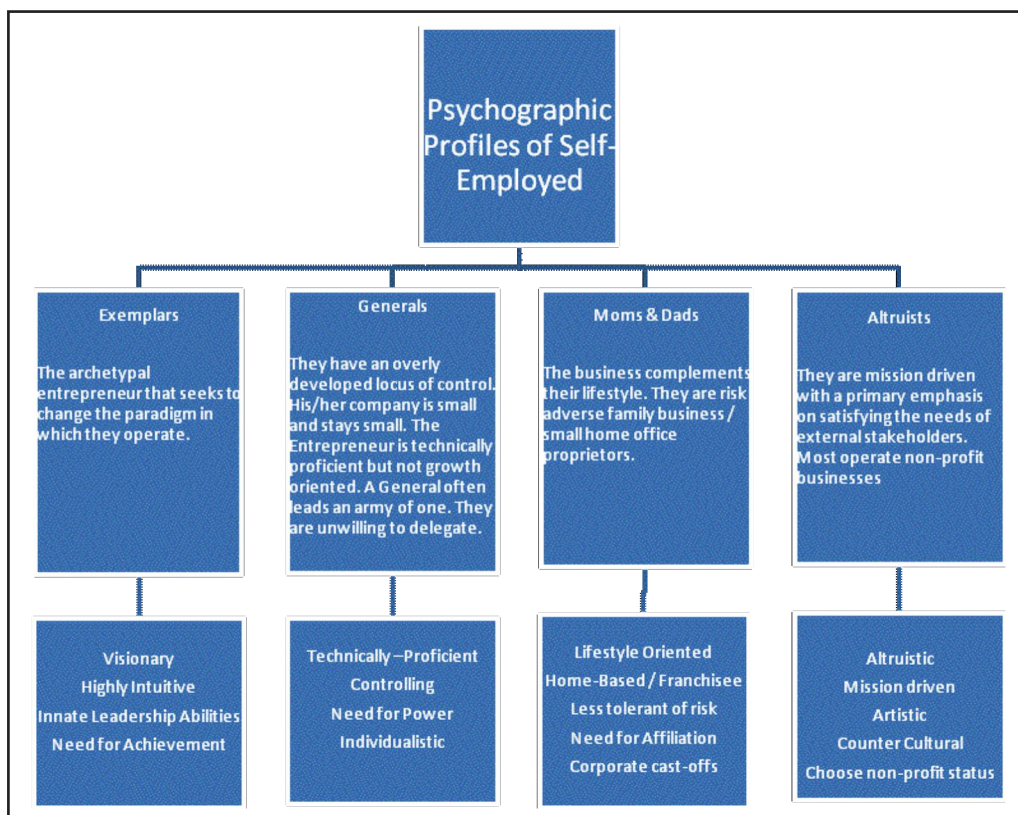 Psychographic
Profiles of Self-
Employed
Exemplars
The archetypal
entrepreneur that seeks to
change the paradigm in
which they operate.
Generals
They have an overly
developed locus of control.
His/her company is small
and stays small. The
Entrepreneur is technically
proficient but not growth
oriented. A General often
leads an army of one. They
are unwilling to delegate.
Moms & Dads
The business complements
their lifestyle. They are risk
adverse family business /
small home office
proprietors.
Altruists
They are mission driven
with a primary emphasis
on satisfying the needs of
external stakeholders.
Most operate non-profit
businesses
Visionary
Highly Intuitive
Innate Leadership Abilities
Need for Achievement
Technically –Proficient
Controlling
Need for Power
Individualistic
Lifestyle Oriented
Home-Based / Franchisee
Less tolerant of risk
Need for Affiliation
Corporate cast-offs
Altruistic
Mission driven
Artistic
Counter Cultural
Choose non-profit status